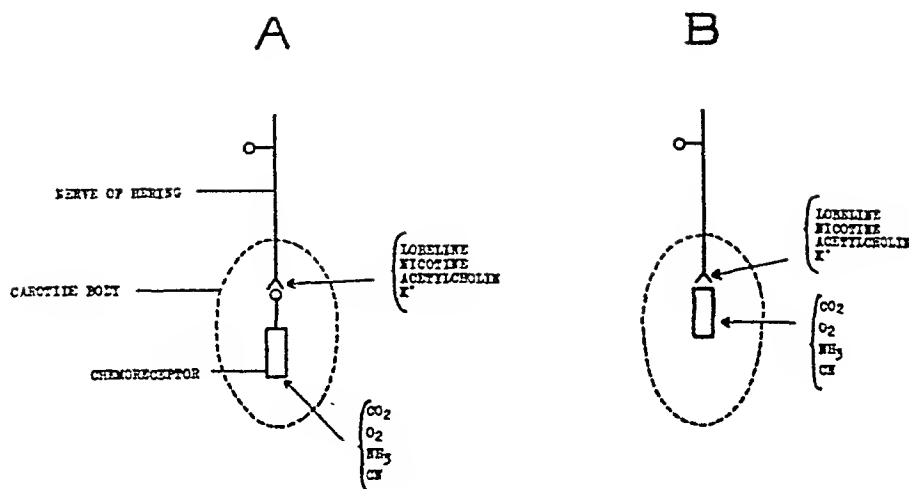 A
B
NERVE OF HERING
LOBELINE
NICOTINE
ACETYLCHOLIN
K⁺
CAROTIDE BODY
CHEMORECEPTOR
CO₂
O₂
NH₃
CN
LOBELINE
NICOTINE
ACETYLCHOLIN
K⁺
CO₂
O₂
NH₃
CN